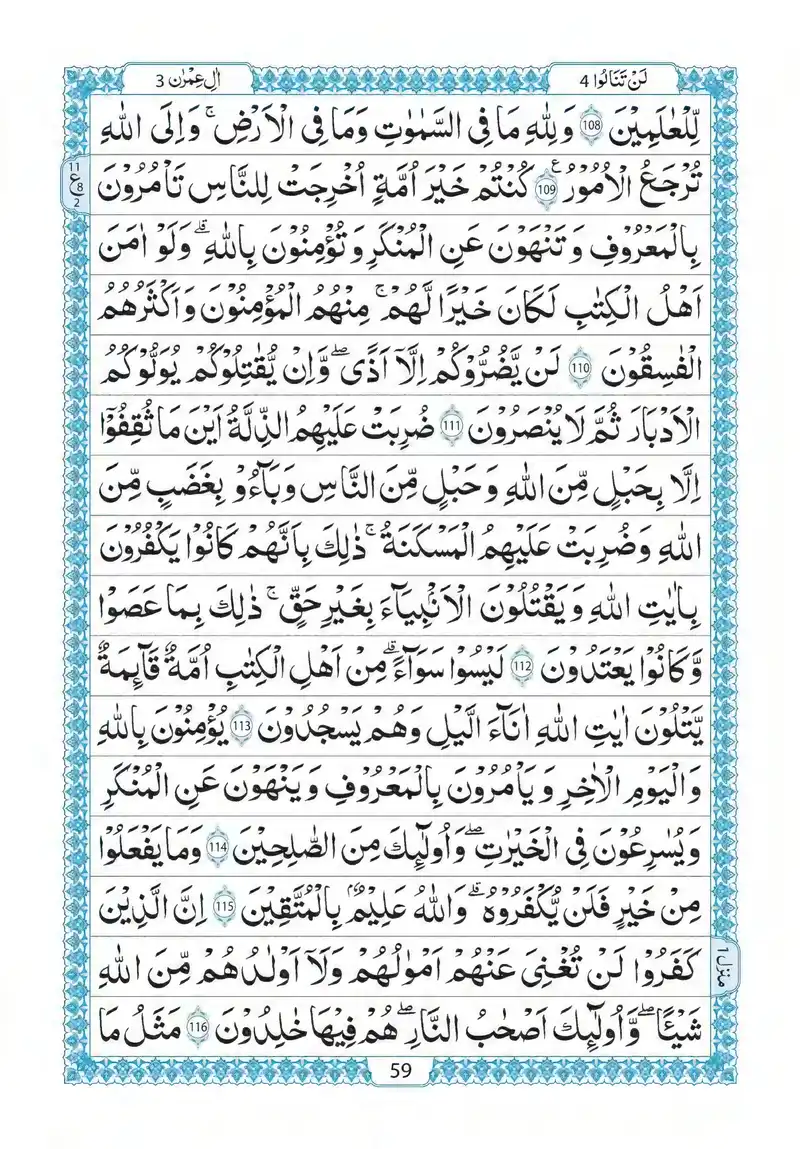 اٰلِ عِمْرٰن 3
لَنْ تَنَالُوا 4
لِّلْعٰلَمِيْنَ 108 وَلِلّٰهِ مَا فِى السَّمٰوٰتِ وَمَا فِى الْاَرْضِ ۚ وَاِلَى اللّٰهِ
تُرْجَعُ الْاُمُوْرُ ۧ 109 كُنْتُمْ خَيْرَ اُمَّةٍ اُخْرِجَتْ لِلنَّاسِ تَاْمُرُوْنَ
11
ع
8
2
بِالْمَعْرُوْفِ وَتَنْهَوْنَ عَنِ الْمُنْكَرِ وَتُؤْمِنُوْنَ بِاللّٰهِ ۗ وَلَوْ اٰمَنَ
اَهْلُ الْكِتٰبِ لَكَانَ خَيْرًا لَّهُمْ ۚ مِنْهُمُ الْمُؤْمِنُوْنَ وَاَكْثَرُهُمُ
الْفٰسِقُوْنَ 110 لَنْ يَّضُرُّوْكُمْ اِلَّآ اَذًى ۖ وَاِنْ يُّقٰتِلُوْكُمْ يُوَلُّوْكُمُ
الْاَدْبَارَ ثُمَّ لَا يُنْصَرُوْنَ 111 ضُرِبَتْ عَلَيْهِمُ الذِّلَّةُ اَيْنَ مَا ثُقِفُوْٓا
اِلَّا بِحَبْلٍ مِّنَ اللّٰهِ وَحَبْلٍ مِّنَ النَّاسِ وَبَآءُوْ بِغَضَبٍ مِّنَ
اللّٰهِ وَضُرِبَتْ عَلَيْهِمُ الْمَسْكَنَةُ ۚ ذٰلِكَ بِاَنَّهُمْ كَانُوْا يَكْفُرُوْنَ
بِاٰيٰتِ اللّٰهِ وَيَقْتُلُوْنَ الْاَنْۢبِيَآءَ بِغَيْرِ حَقٍّ ۚ ذٰلِكَ بِمَا عَصَوْا
وَّكَانُوْا يَعْتَدُوْنَ 112 لَيْسُوْا سَوَآءً ۗ مِنْ اَهْلِ الْكِتٰبِ اُمَّةٌ قَآئِمَةٌ
يَّتْلُوْنَ اٰيٰتِ اللّٰهِ اٰنَآءَ الَّيْلِ وَهُمْ يَسْجُدُوْنَ 113 يُؤْمِنُوْنَ بِاللّٰهِ
وَالْيَوْمِ الْاٰخِرِ وَيَاْمُرُوْنَ بِالْمَعْرُوْفِ وَيَنْهَوْنَ عَنِ الْمُنْكَرِ
وَيُسَارِعُوْنَ فِى الْخَيْرٰتِ ۖ وَاُولٰٓئِكَ مِنَ الصّٰلِحِيْنَ 114 وَمَا يَفْعَلُوْا
مِنْ خَيْرٍ فَلَنْ يُّكْفَرُوْهُ ۗ وَاللّٰهُ عَلِيْمٌۢ بِالْمُتَّقِيْنَ 115 اِنَّ الَّذِيْنَ
كَفَرُوْا لَنْ تُغْنِىَ عَنْهُمْ اَمْوٰلُهُمْ وَلَآ اَوْلٰدُهُمْ مِّنَ اللّٰهِ
منزل 1
شَيْئًا ۖ وَّاُولٰٓئِكَ اَصْحٰبُ النَّارِ ۖ هُمْ فِيْهَا خٰلِدُوْنَ 116 مَثَلُ مَا
59